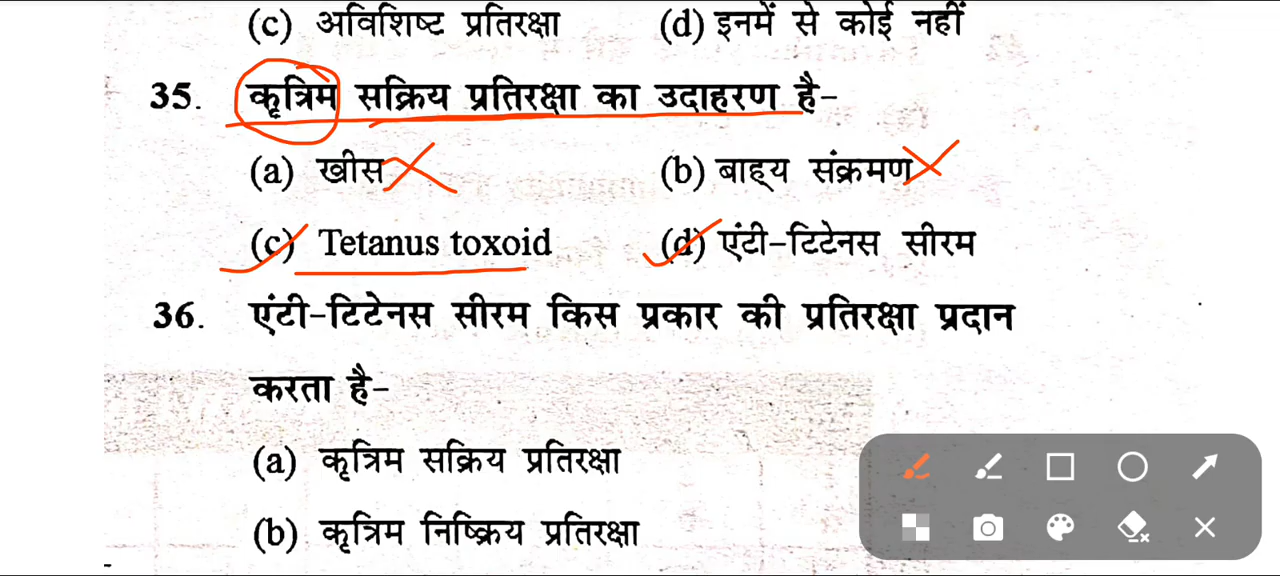 (c) अविशिष्ट प्रतिरक्षा (d) इनमें से कोई नहीं
35. कृत्रिम सक्रिय प्रतिरक्षा का उदाहरण है-
(a) खीस (b) बाह्य संक्रमण
(c) Tetanus toxoid (d) एंटी-टिटेनस सीरम
36. एंटी-टिटेनस सीरम किस प्रकार की प्रतिरक्षा प्रदान
करता है-
(a) कृत्रिम सक्रिय प्रतिरक्षा
(b) कृत्रिम निष्क्रिय प्रतिरक्षा